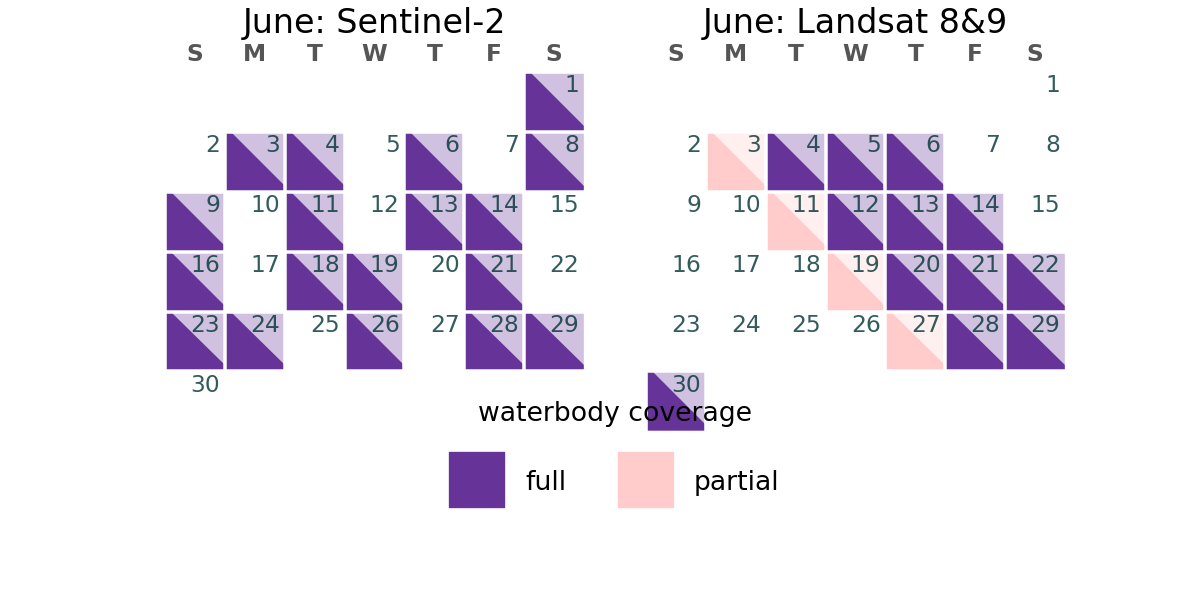 June: Sentinel-2
S M T W T F S
1
2 3 4 5 6 7 8
9 10 11 12 13 14 15
16 17 18 19 20 21 22
23 24 25 26 27 28 29
30
June: Landsat 8&9
S M T W T F S
1
2 3 4 5 6 7 8
9 10 11 12 13 14 15
16 17 18 19 20 21 22
23 24 25 26 27 28 29
30
waterbody coverage
full partial